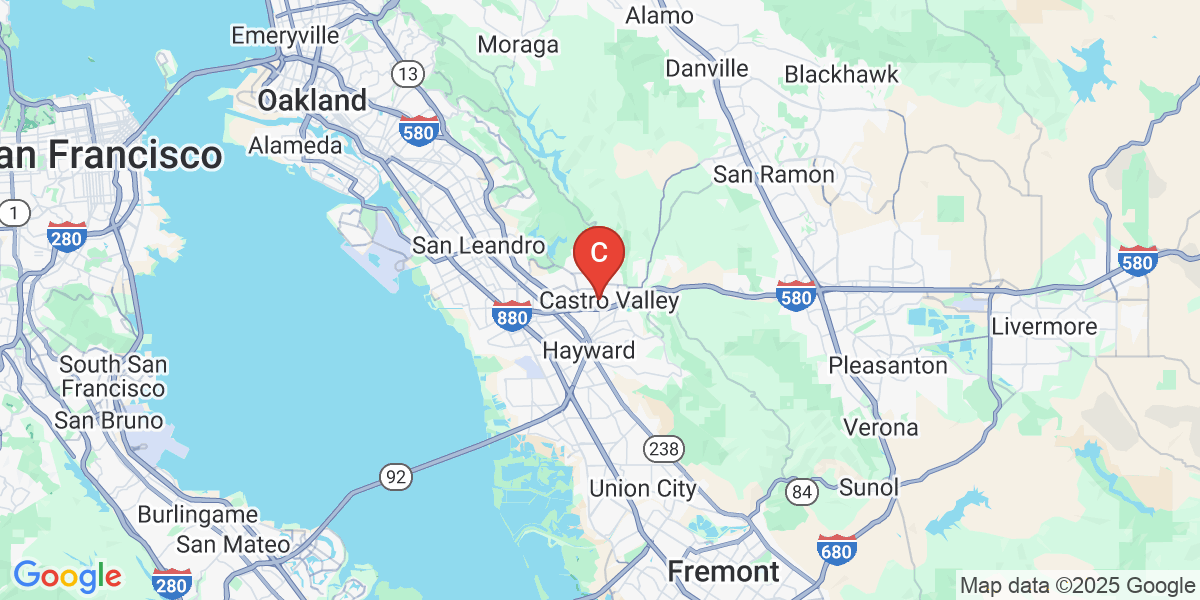 Alamo
Emeryville
Moraga
13
Danville
Blackhawk
Oakland
580
Alameda
an Francisco
San Ramon
1
280
San Leandro
C
580
Castro Valley
580
880
Livermore
Hayward
South San
Francisco
Pleasanton
San Bruno
Verona
238
92
Union City
84
Sunol
Burlingame
San Mateo
680
Fremont
Google
280
Map data ©2025 Google